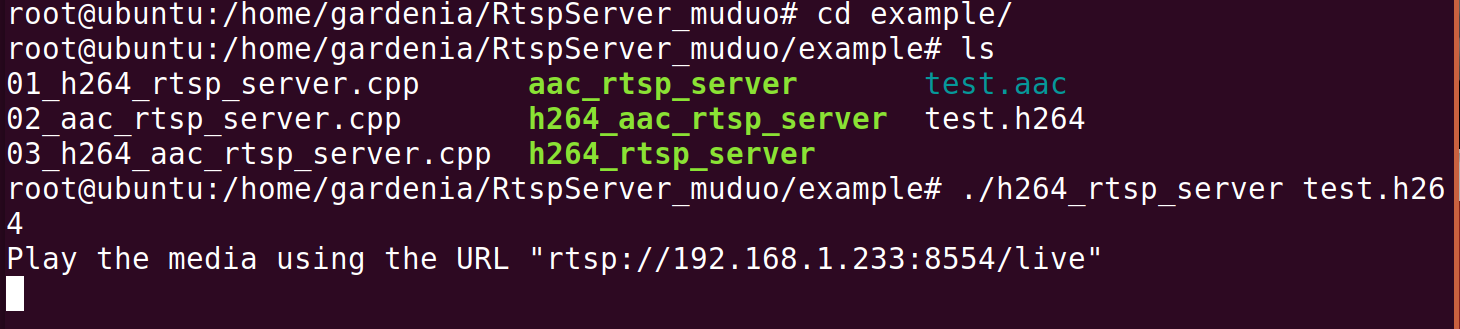 root@ubuntu:/home/gardenia/RtspServer_muduo# cd example/
root@ubuntu:/home/gardenia/RtspServer_muduo/example# ls
01_h264_rtsp_server.cpp      aac_rtsp_server       test.aac
02_aac_rtsp_server.cpp       h264_aac_rtsp_server  test.h264
03_h264_aac_rtsp_server.cpp  h264_rtsp_server
root@ubuntu:/home/gardenia/RtspServer_muduo/example# ./h264_rtsp_server test.h26
4
Play the media using the URL "rtsp://192.168.1.233:8554/live"